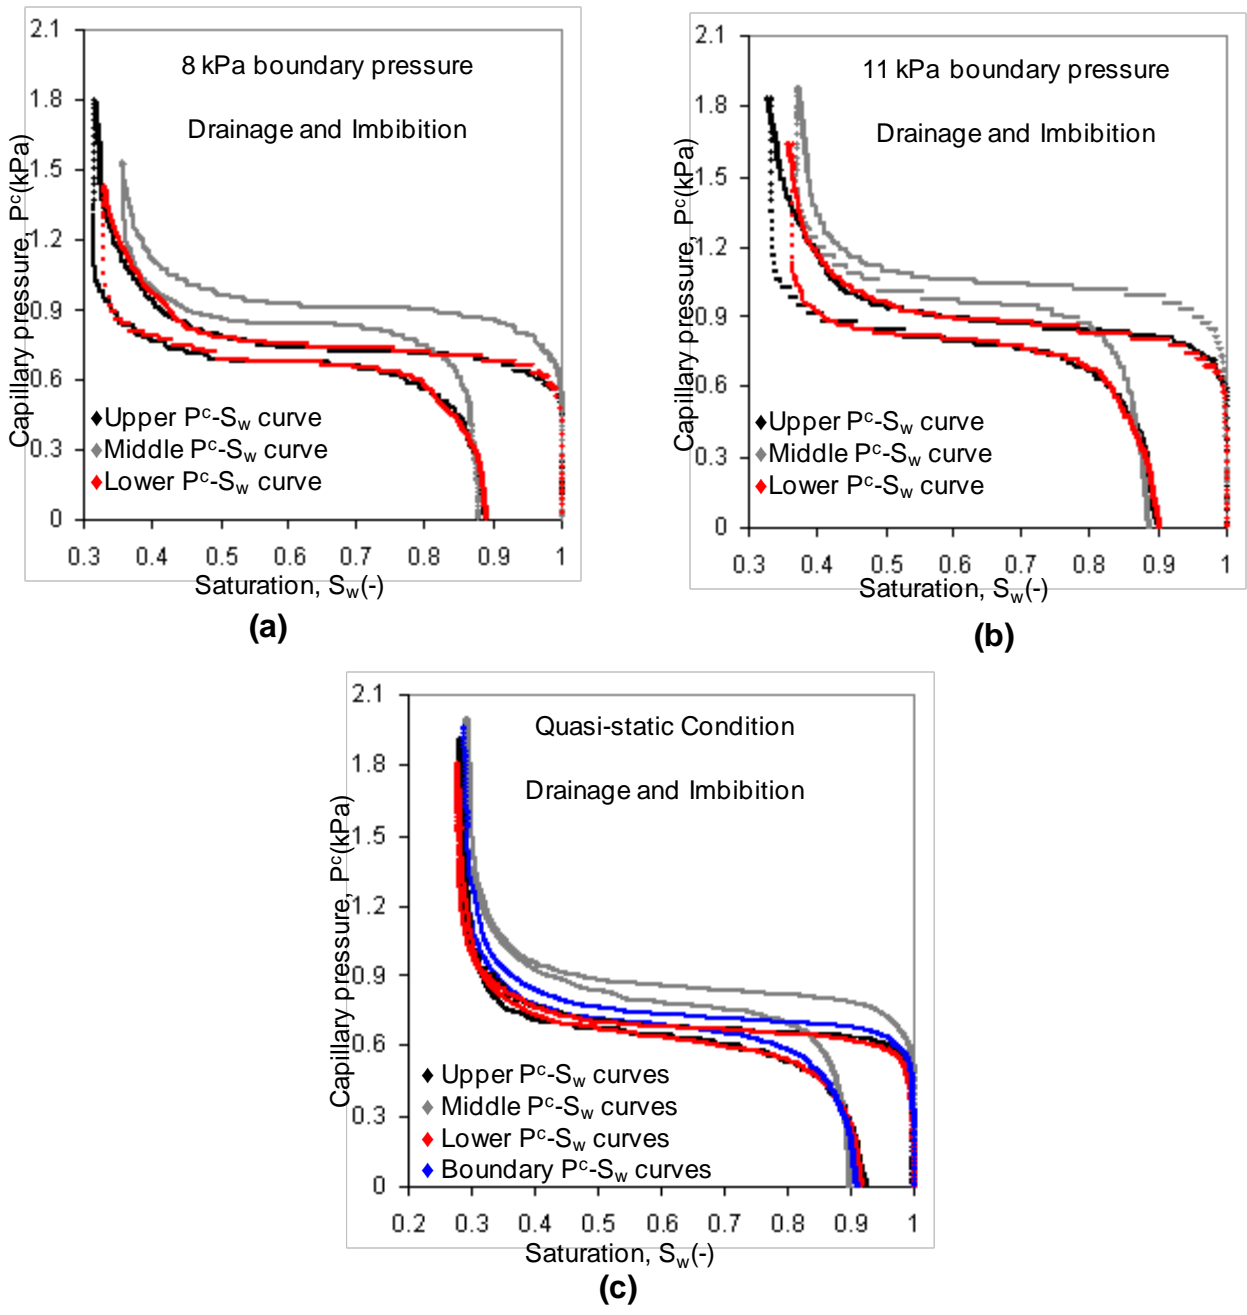 2.1
1.8
1.5
1.2
0.9
0.6
0.3
0
Capillary pressure, Pᶜ(kPa)
8 kPa boundary pressure
Drainage and Imbibition
♦Upper Pᶜ-Sw curve
♦Middle Pᶜ-Sw curve
♦Lower Pᶜ-Sw curve
0.3 0.4 0.5 0.6 0.7 0.8 0.9 1
Saturation, Sw(-)
(a)
2.1
1.8
1.5
1.2
0.9
0.6
0.3
0
Capillary pressure, Pᶜ(kPa)
11 kPa boundary pressure
Drainage and Imbibition
♦Upper Pᶜ-Sw curve
♦Middle Pᶜ-Sw curve
♦Lower Pᶜ-Sw curve
0.3 0.4 0.5 0.6 0.7 0.8 0.9 1
Saturation, Sw(-)
(b)
2.1
1.8
1.5
1.2
0.9
0.6
0.3
0
Capillary pressure, Pᶜ(kPa)
Quasi-static Condition
Drainage and Imbibition
♦ Upper Pᶜ-Sw curves
♦ Middle Pᶜ-Sw curves
♦ Lower Pᶜ-Sw curves
♦ Boundary Pᶜ-Sw curves
0.2 0.3 0.4 0.5 0.6 0.7 0.8 0.9 1
Saturation, Sw(-)
(c)